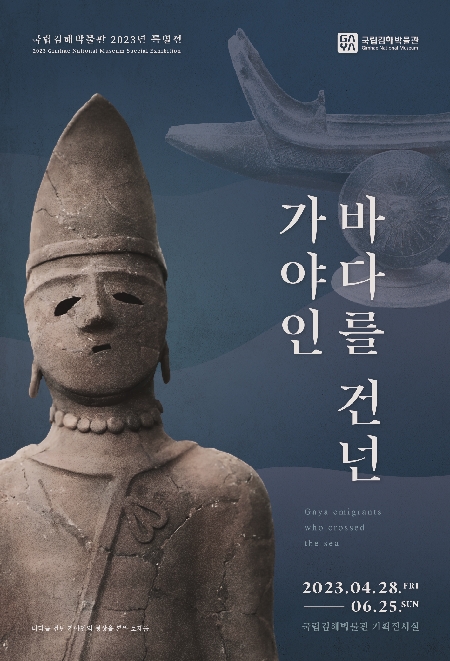 국립김해박물관 2023년 특별전
2023 Gimhae National Museum Special Exhibition
GAYA
국립김해박물관
Gimhae National Museum
바다를 건넌
가야인
Gaya emigrants
who crossed
the sea
2023.04.28.FRI
06.25.SUN
국립김해박물관 기획전시실